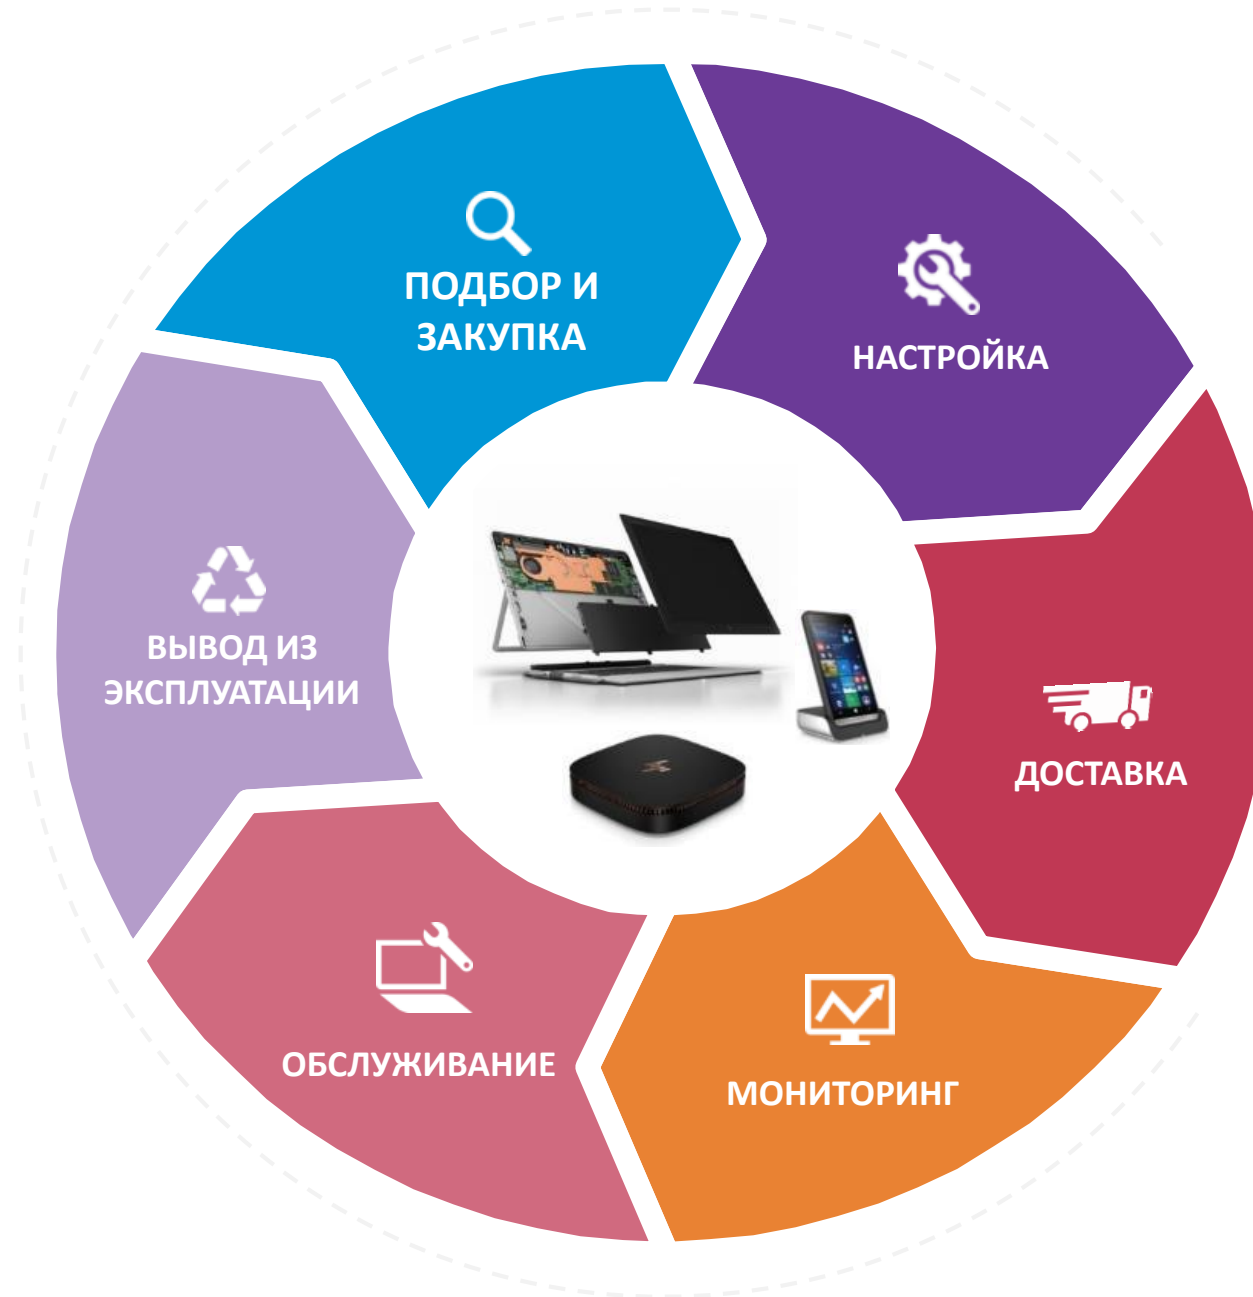 ПОДБОР И
ЗАКУПКА
НАСТРОЙКА
ДОСТАВКА
МОНИТОРИНГ
ОБСЛУЖИВАНИЕ
ВЫВОД ИЗ
ЭКСПЛУАТАЦИИ